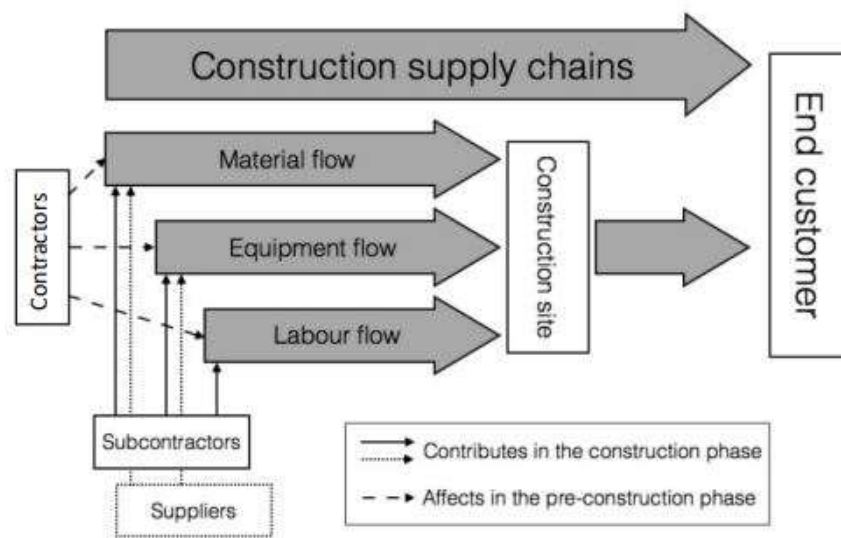 Construction supply chains
Material flow
Equipment flow
Labour flow
Contractors
Construction site
End customer
Subcontractors
Suppliers
Contributes in the construction phase
Affects in the pre-construction phase